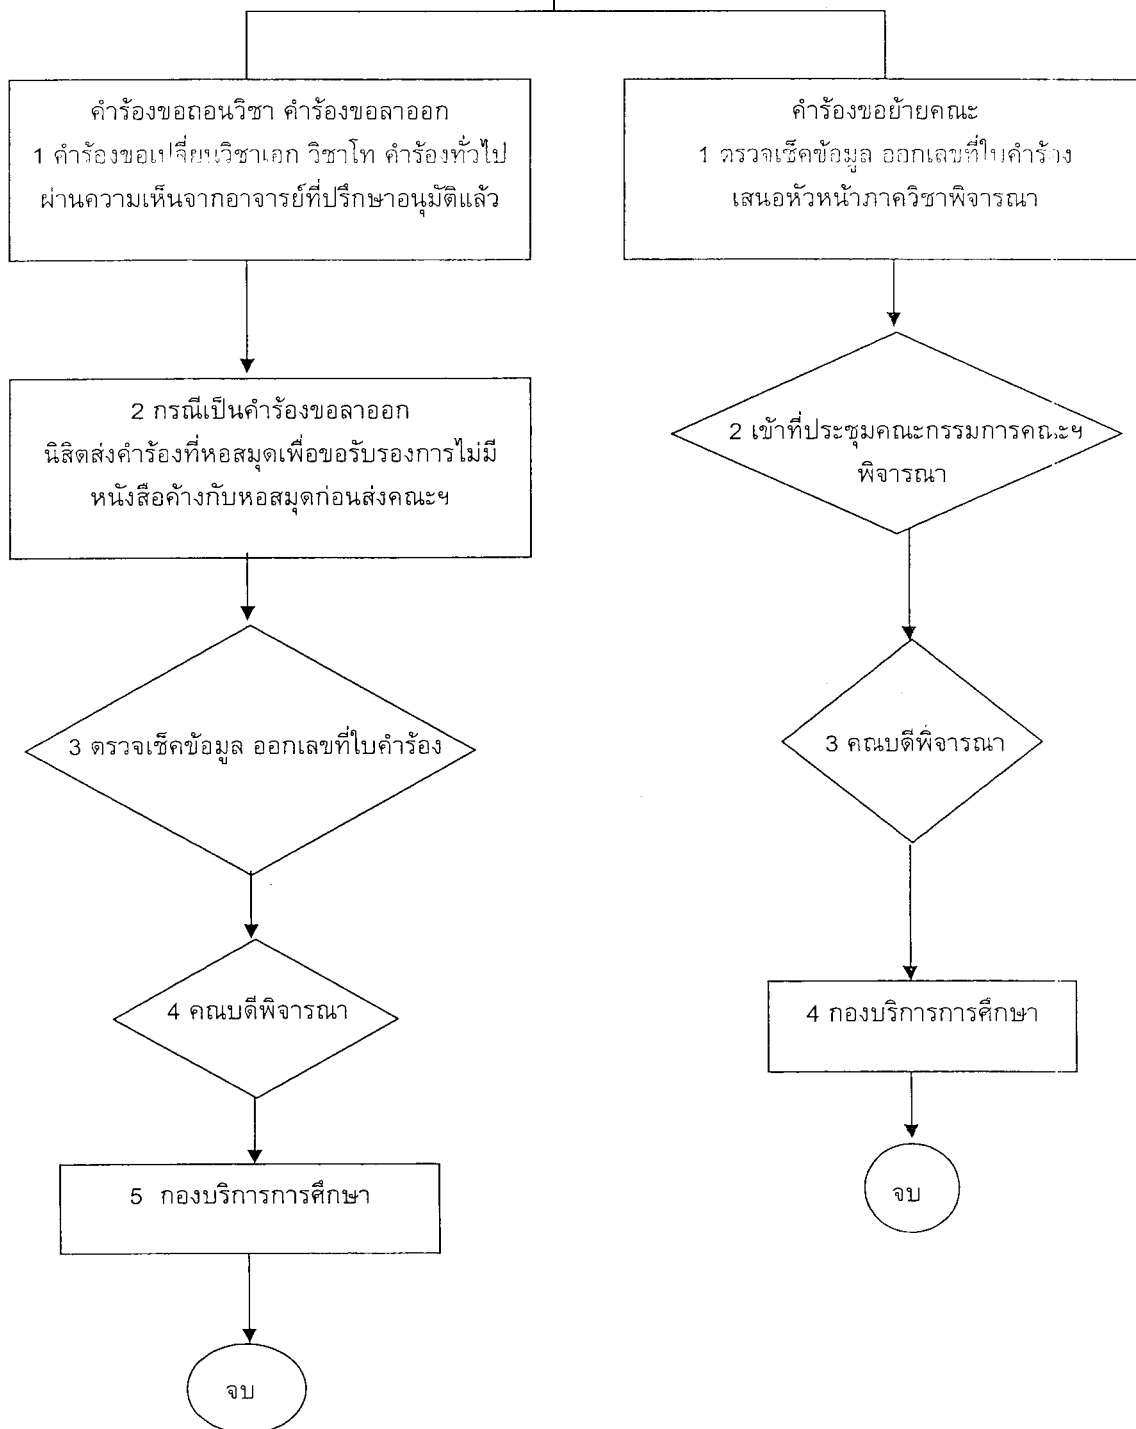 คำร้องขอถอนวิชา คำร้องขอลาออก
1 คำร้องขอเปลี่ยนวิชาเอก วิชาโท คำร้องทั่วไป
ผ่านความเห็นจากอาจารย์ที่ปรึกษาอนุมัติแล้ว
2 กรณีเป็นคำร้องขอลาออก
นิสิตส่งคำร้องที่หอสมุดเพื่อขอรับรองการไม่มี
หนังสือค้างกับหอสมุดก่อนส่งคณะฯ
3 ตรวจเช็คข้อมูล ออกเลขที่ใบคำร้อง
4 คณบดีพิจารณา
5 กองบริการการศึกษา
จบ
คำร้องขอย้ายคณะ
1 ตรวจเช็คข้อมูล ออกเลขที่ใบคำร้อง
เสนอหัวหน้าภาควิชาพิจารณา
2 เข้าที่ประชุมคณะกรรมการคณะฯ
พิจารณา
3 คณบดีพิจารณา
4 กองบริการการศึกษา
จบ